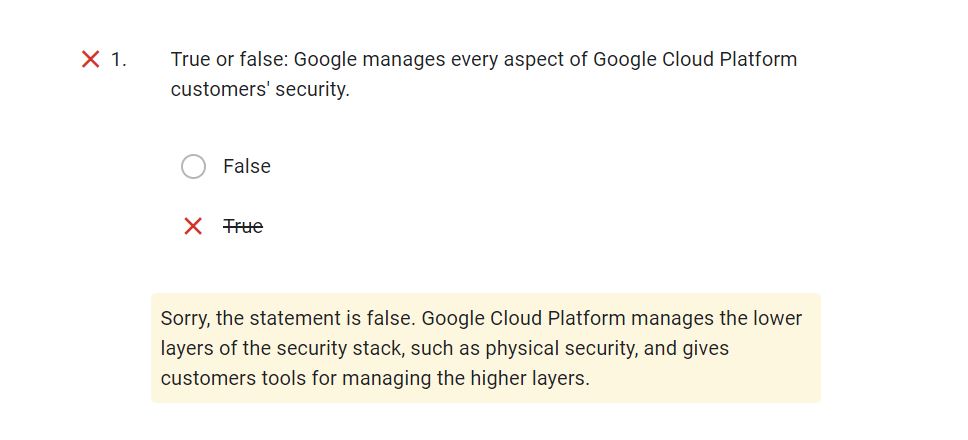 1. True or false: Google manages every aspect of Google Cloud Platform
customers' security.
False
True
Sorry, the statement is false. Google Cloud Platform manages the lower
layers of the security stack, such as physical security, and gives
customers tools for managing the higher layers.